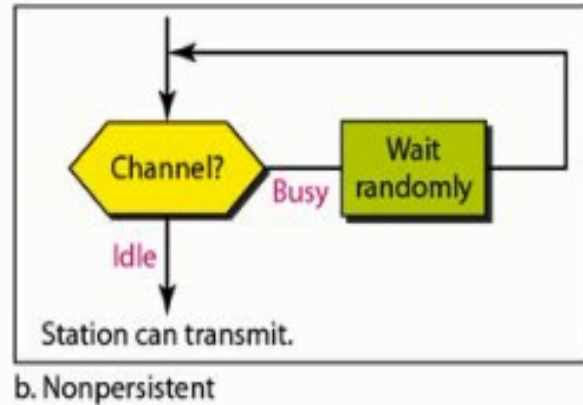 Channel?
Wait
randomly
Busy
Idle
Station can transmit.
b. Nonpersistent